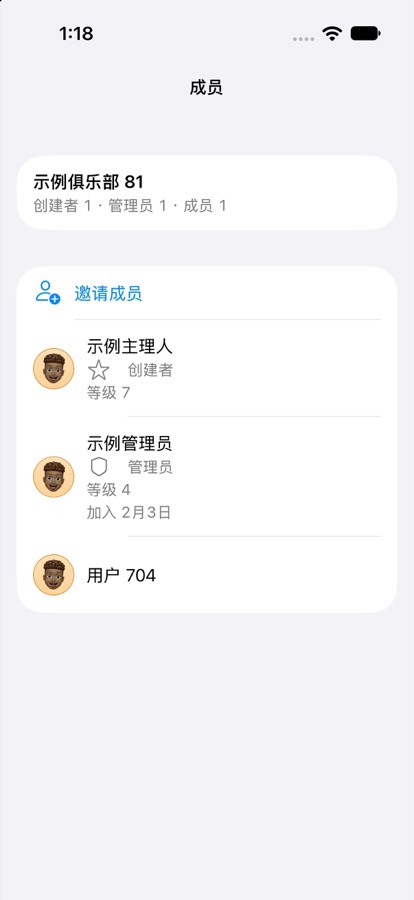 1:18
成员
示例俱乐部 81
创建者 1 · 管理员 1 · 成员 1
邀请成员
示例主理人
创建者
等级 7
示例管理员
管理员
等级 4
加入 2月3日
用户 704